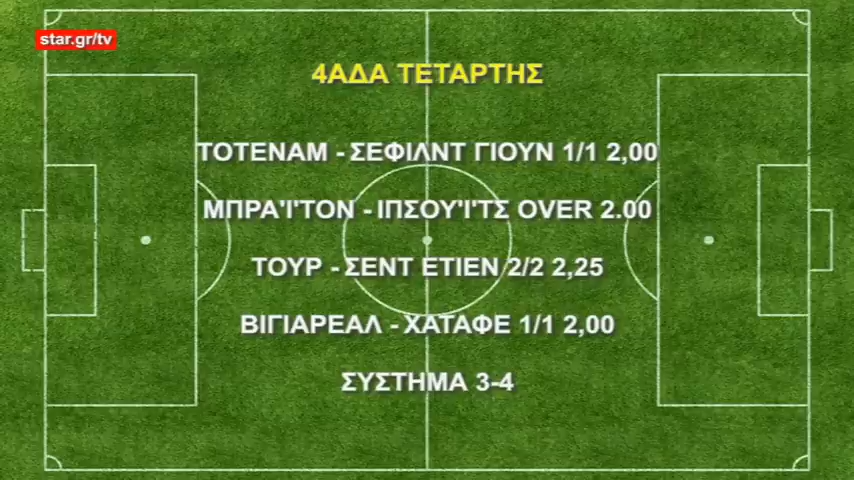 star.gr/tv
4ΑΔΑ ΤΕΤΑΡΤΗΣ
ΤΟΤΕΝΑΜ - ΣΕΦΙΛΝΤ ΓΙΟΥΝ 1/1 2,00
ΜΠΡΑ'Ι'ΤΟΝ - ΙΠΣΟΥ'Ι'ΤΣ OVER 2.00
ΤΟΥΡ - ΣΕΝΤ ΕΤΙΕΝ 2/2 2,25
ΒΙΓΙΑΡΕΑΛ - ΧΑΤΑΦΕ 1/1 2,00
ΣΥΣΤΗΜΑ 3-4